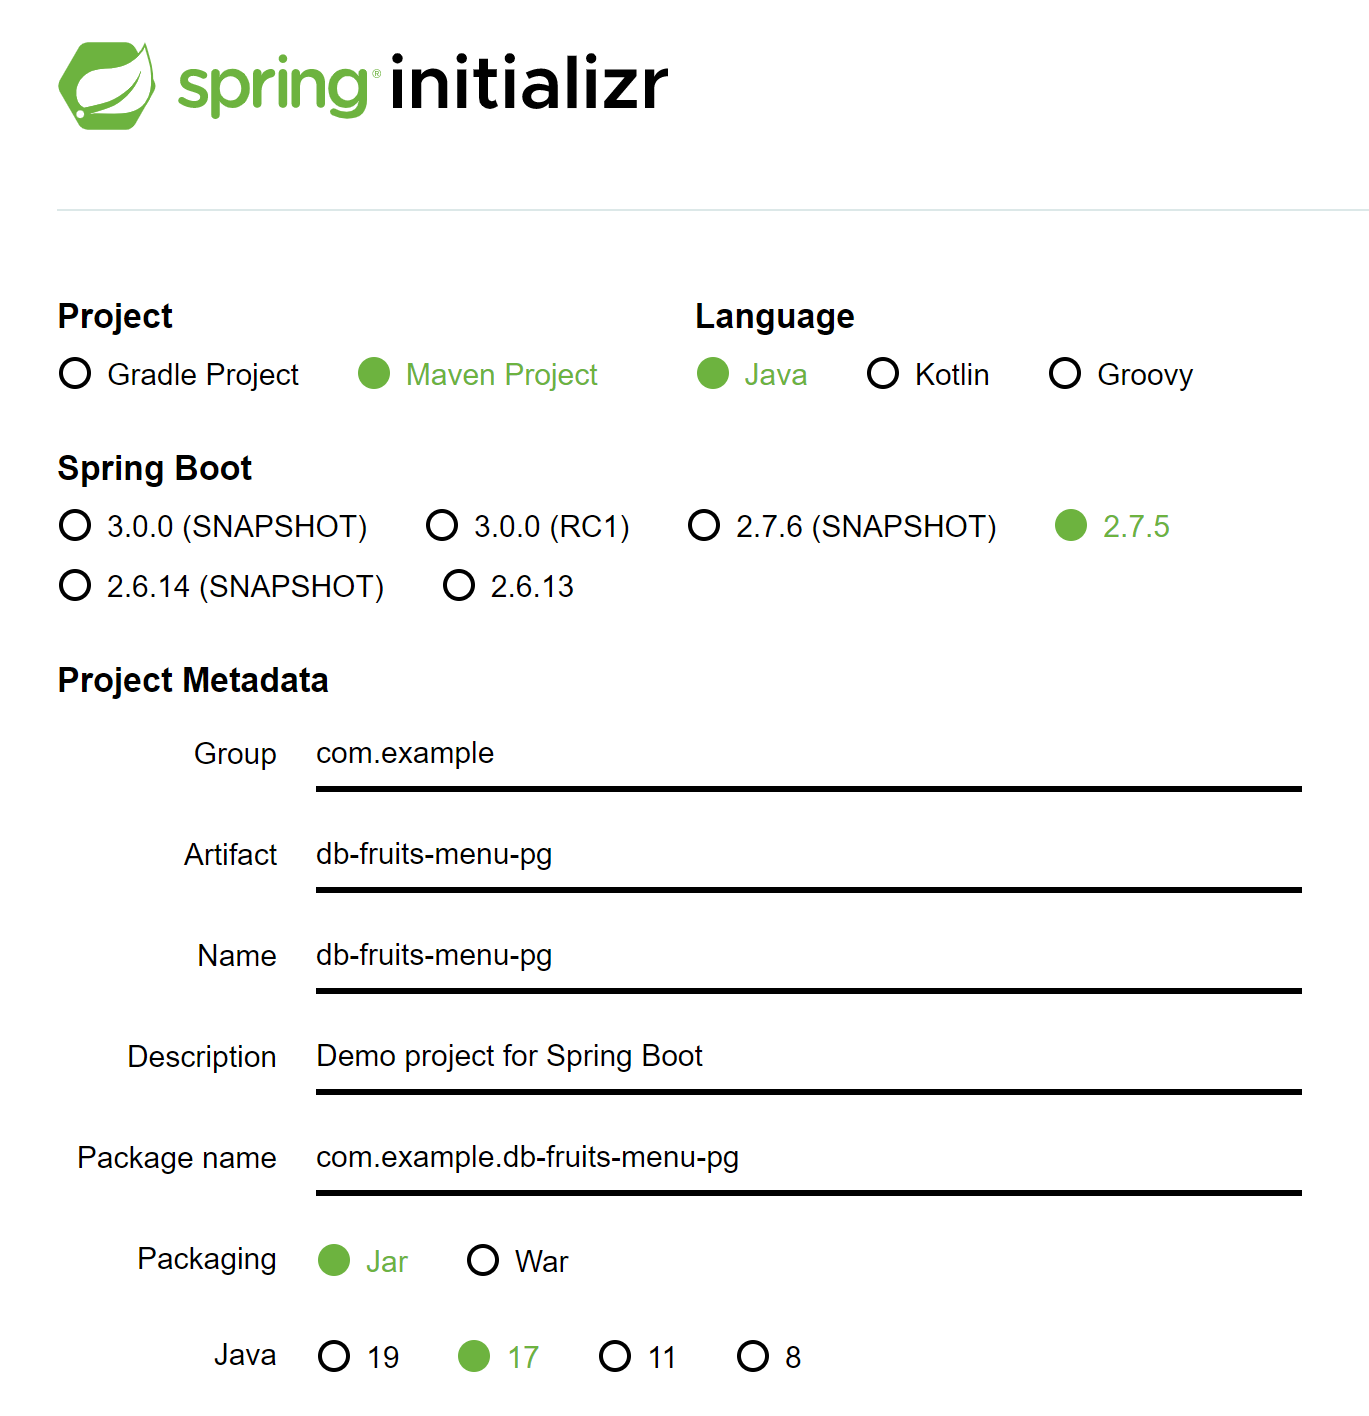 spring® initializr
Project
Gradle Project Maven Project
Language
Java Kotlin Groovy
Spring Boot
3.0.0 (SNAPSHOT) 3.0.0 (RC1) 2.7.6 (SNAPSHOT) 2.7.5
2.6.14 (SNAPSHOT) 2.6.13
Project Metadata
Group com.example
Artifact db-fruits-menu-pg
Name db-fruits-menu-pg
Description Demo project for Spring Boot
Package name com.example.db-fruits-menu-pg
Packaging Jar War
Java 19 17 11 8